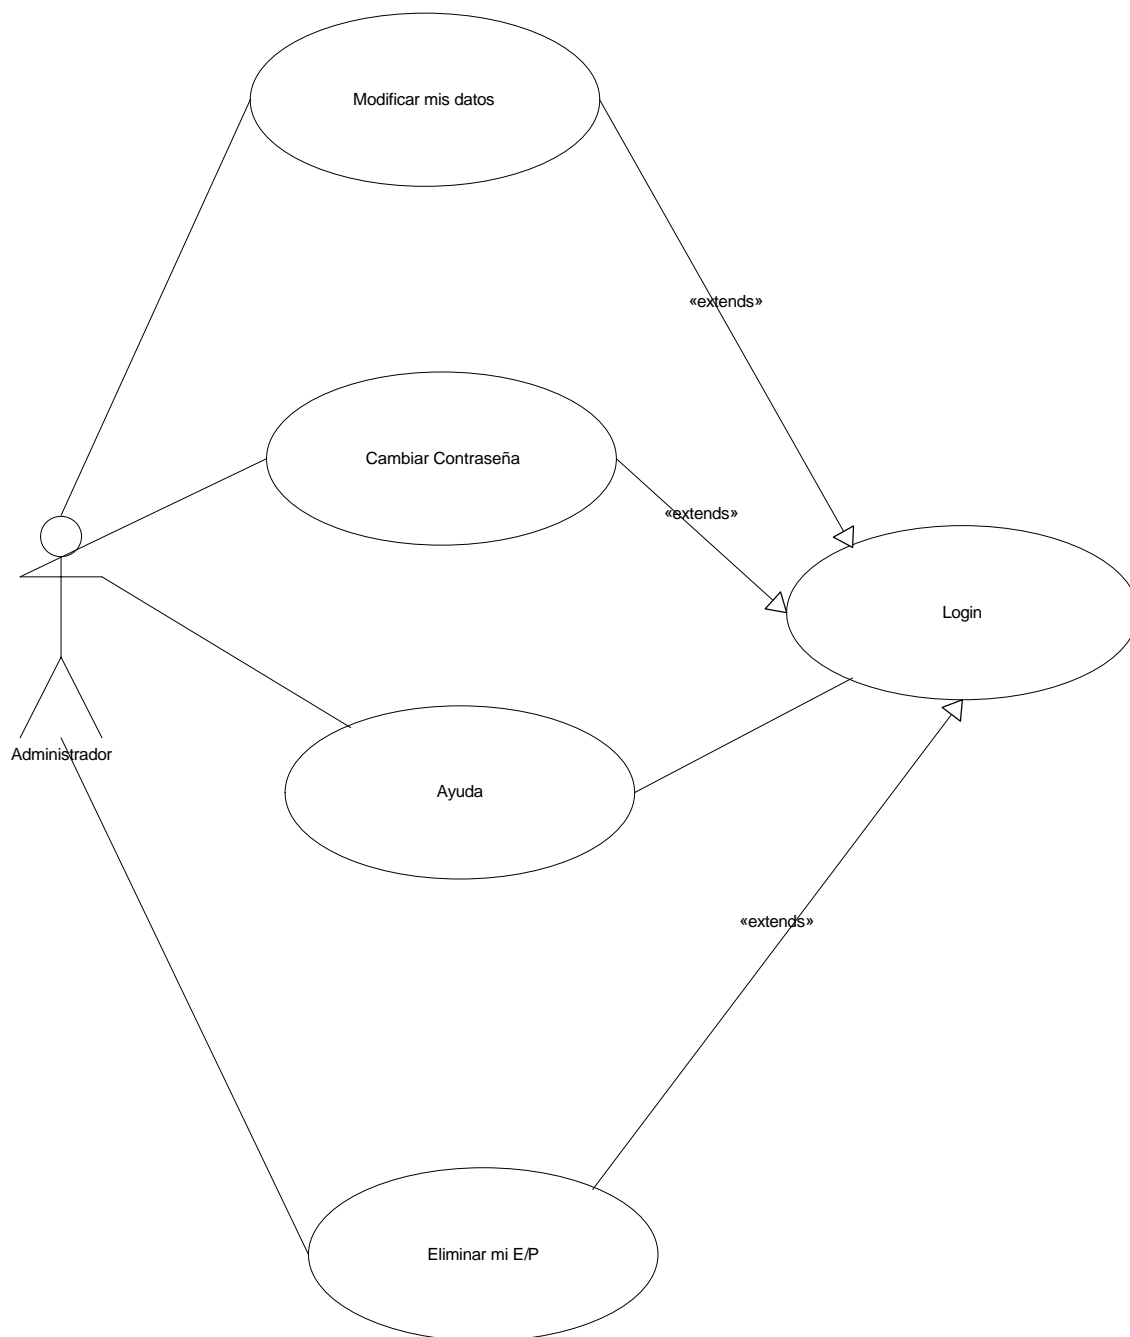 Modificar mis datos
«extends»
Cambiar Contraseña
«extends»
Login
Administrador
Ayuda
«extends»
Eliminar mi E/P